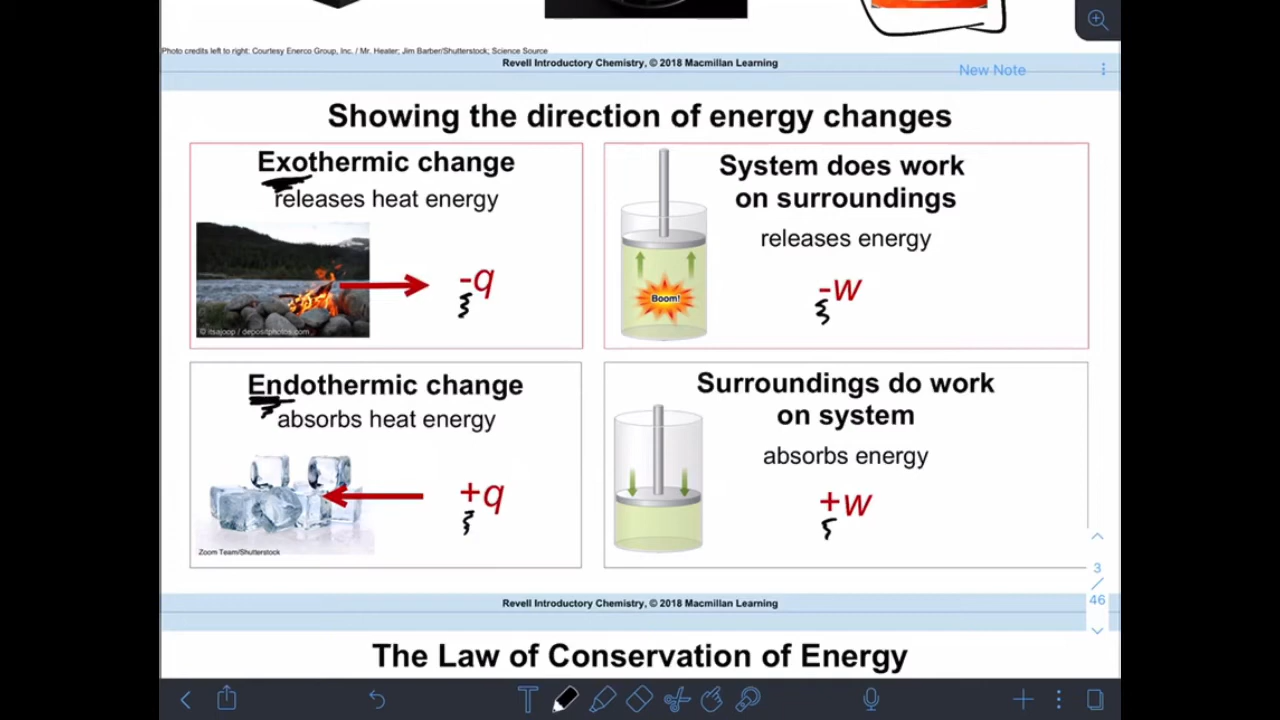 Photo credits left to right: Courtesy Enerco Group, Inc. / Mr. Heater; Jim Barber/Shutterstock; Science Source
Revell Introductory Chemistry, © 2018 Macmillan Learning
New Note
Showing the direction of energy changes
Exothermic change
releases heat energy
© itsajoop / depositphotos.com
-q
System does work
on surroundings
releases energy
Boom!
-w
Endothermic change
absorbs heat energy
+q
Zoom Team/Shutterstock
Surroundings do work
on system
absorbs energy
+w
3
/
46
Revell Introductory Chemistry, © 2018 Macmillan Learning
The Law of Conservation of Energy
T